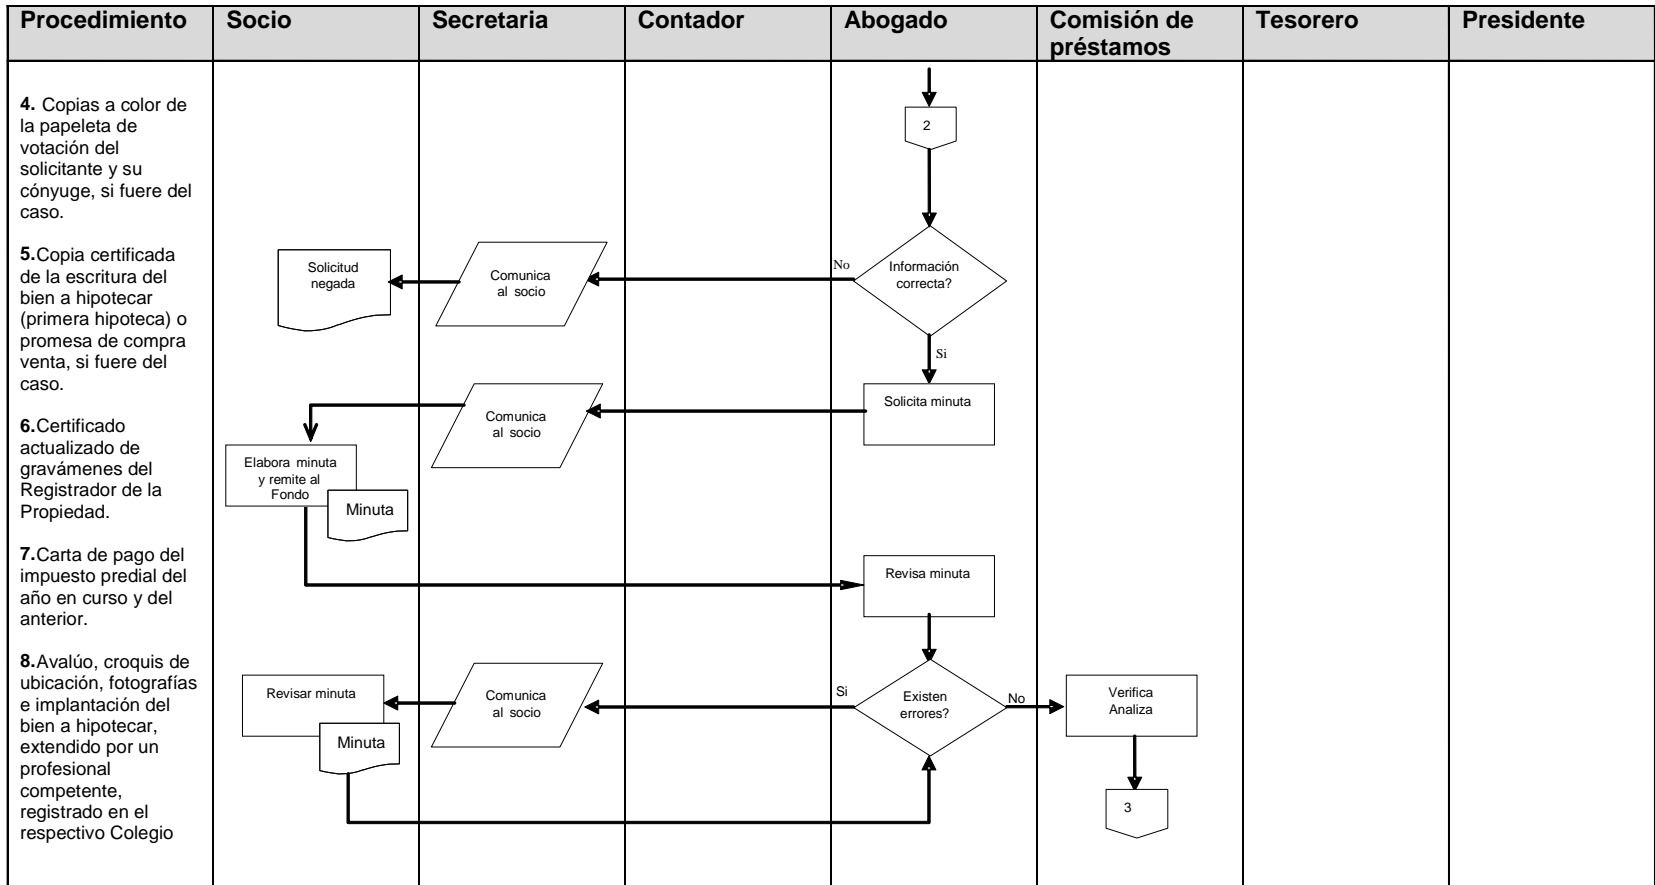 Procedimiento
Socio
Secretaria
Contador
Abogado
Comisión de
préstamos
Tesorero
Presidente
4. Copias a color de
la papeleta de
votación del
solicitante y su
cónyuge, si fuere del
caso.
5.Copia certificada
de la escritura del
bien a hipotecar
(primera hipoteca) o
promesa de compra
venta, si fuere del
caso.
6.Certificado
actualizado de
gravámenes del
Registrador de la
Propiedad.
7.Carta de pago del
impuesto predial del
año en curso y del
anterior.
8.Avalúo, croquis de
ubicación, fotografías
e implantación del
bien a hipotecar,
extendido por un
profesional
competente,
registrado en el
respectivo Colegio
2
Información
correcta?
No
Comunica
al socio
Solicitud
negada
Si
Solicita minuta
Comunica
al socio
Elabora minuta
y remite al
Fondo
Minuta
Revisa minuta
Existen
errores?
Si
Comunica
al socio
Revisar minuta
Minuta
No
Verifica
Analiza
3